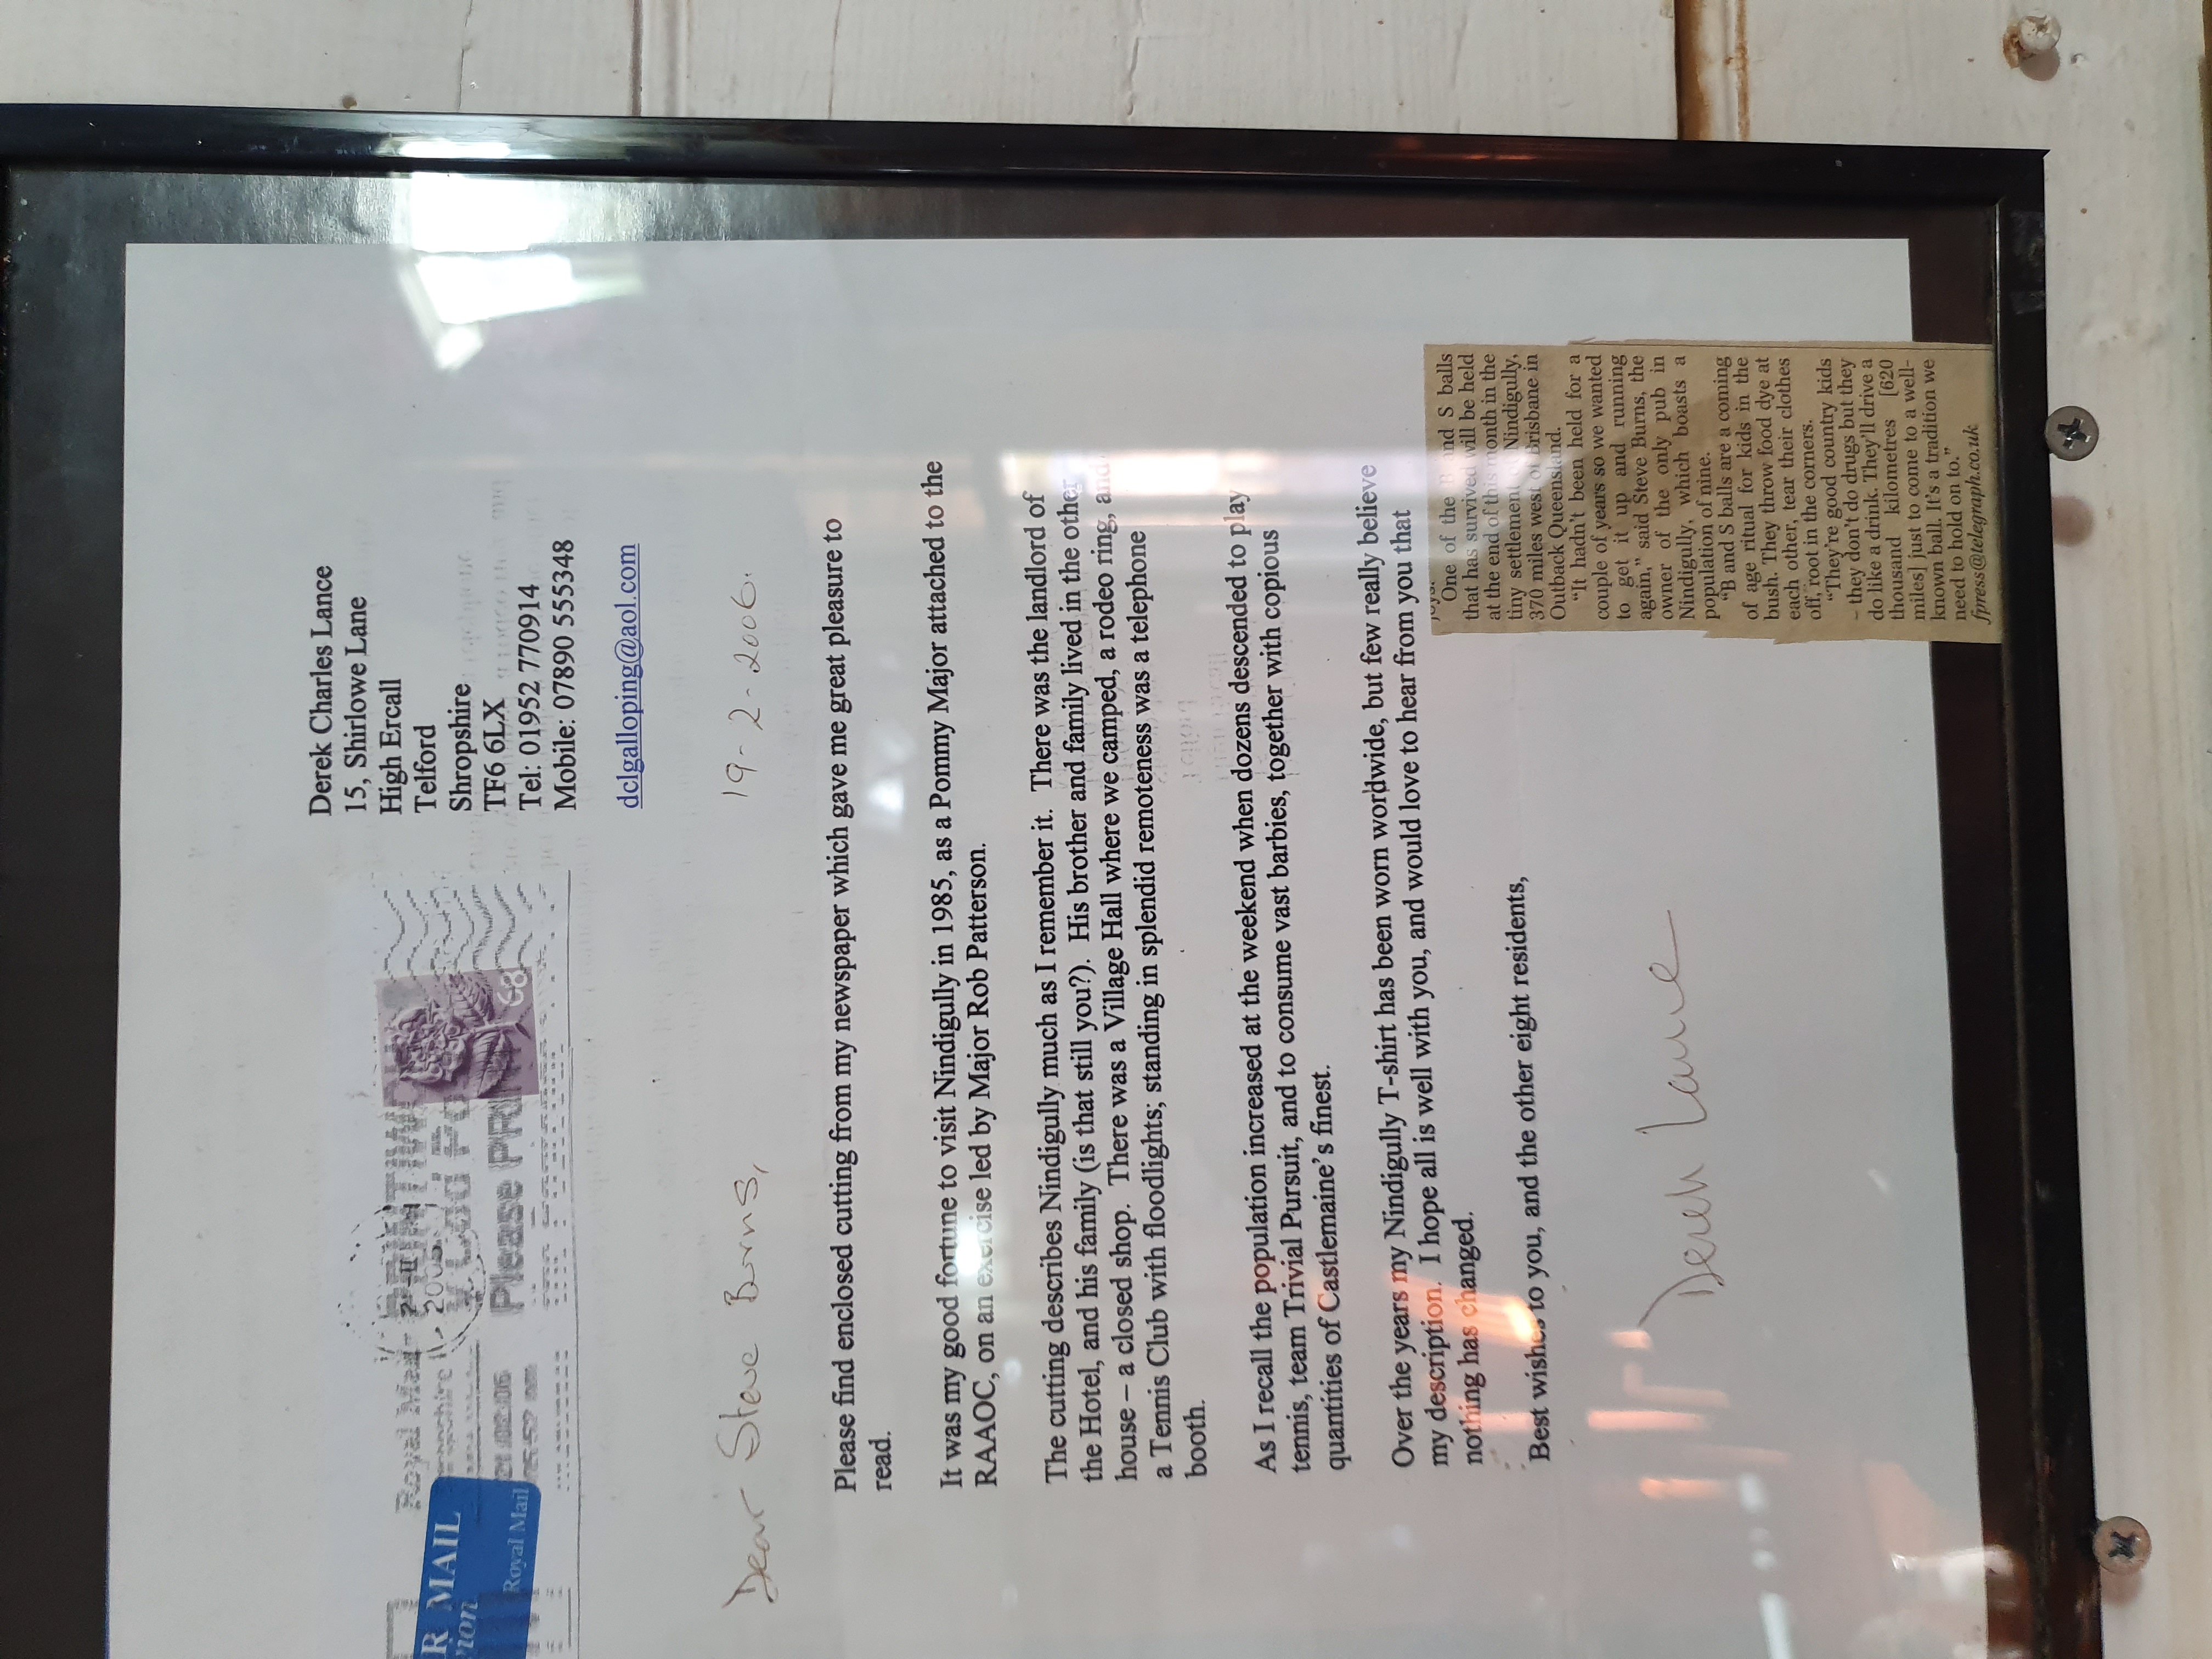 Derek Charles Lance
15, Shirlowe Lane
High Ercall
Telford
Shropshire
TF6 6LX
Tel: 01952 770914
Mobile: 07890 555348
dclgalloping@aol.com
Royal Mail
Please
68
R MAIL
Royal Mail
19-2-2006.
Dear Steve Burns,
Please find enclosed cutting from my newspaper which gave me great pleasure to
read.
It was my good fortune to visit Nindigully in 1985, as a Pommy Major attached to the
RAAOC, on an exercise led by Major Rob Patterson.
The cutting describes Nindigully much as I remember it. There was the landlord of
the Hotel, and his family (is that still you?). His brother and family lived in the other
house – a closed shop. There was a Village Hall where we camped, a rodeo ring, and
a Tennis Club with floodlights; standing in splendid remoteness was a telephone
booth.
As I recall the population increased at the weekend when dozens descended to play
tennis, team Trivial Pursuit, and to consume vast barbies, together with copious
quantities of Castlemaine's finest.
Over the years my Nindigully T-shirt has been worn wordwide, but few really believe
my description. I hope all is well with you, and would love to hear from you that
nothing has changed.
Best wishes to you, and the other eight residents,
Derek Lance
One of the B and S balls
that has survived will be held
at the end of this month in the
tiny settlement Nindigully,
370 miles west of Brisbane in
Outback Queensland.
"It hadn't been held for a
couple of years so we wanted
to get it up and running
again," said Steve Burns, the
owner of the only pub in
Nindigully, which boasts a
population of nine.
"B and S balls are a coming
of age ritual for kids in the
bush. They throw food dye at
each other, tear their clothes
off, root in the corners.
"They're good country kids
– they don't do drugs but they
do like a drink. They'll drive a
thousand kilometres [620
miles] just to come to a well-
known ball. It's a tradition we
need to hold on to."
fpress@telegraph.co.uk